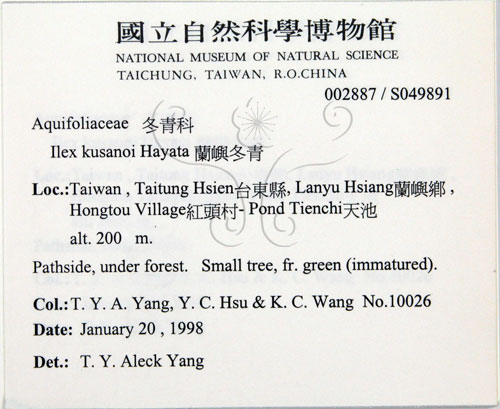 國立自然科學博物館
NATIONAL MUSEUM OF NATURAL SCIENCE
TAICHUNG, TAIWAN, R.O.CHINA
002887 / S049891
Aquifoliaceae 冬青科
Ilex kusanoi Hayata 蘭嶼冬青
Loc.:Taiwan , Taitung Hsien台東縣, Lanyu Hsiang蘭嶼鄉 ,
Hongtou Village紅頭村- Pond Tienchi天池
alt. 200 m.
Pathside, under forest. Small tree, fr. green (immatured).
Col.:T. Y. A. Yang, Y. C. Hsu & K. C. Wang No.10026
Date: January 20 , 1998
Det.: T. Y. Aleck Yang